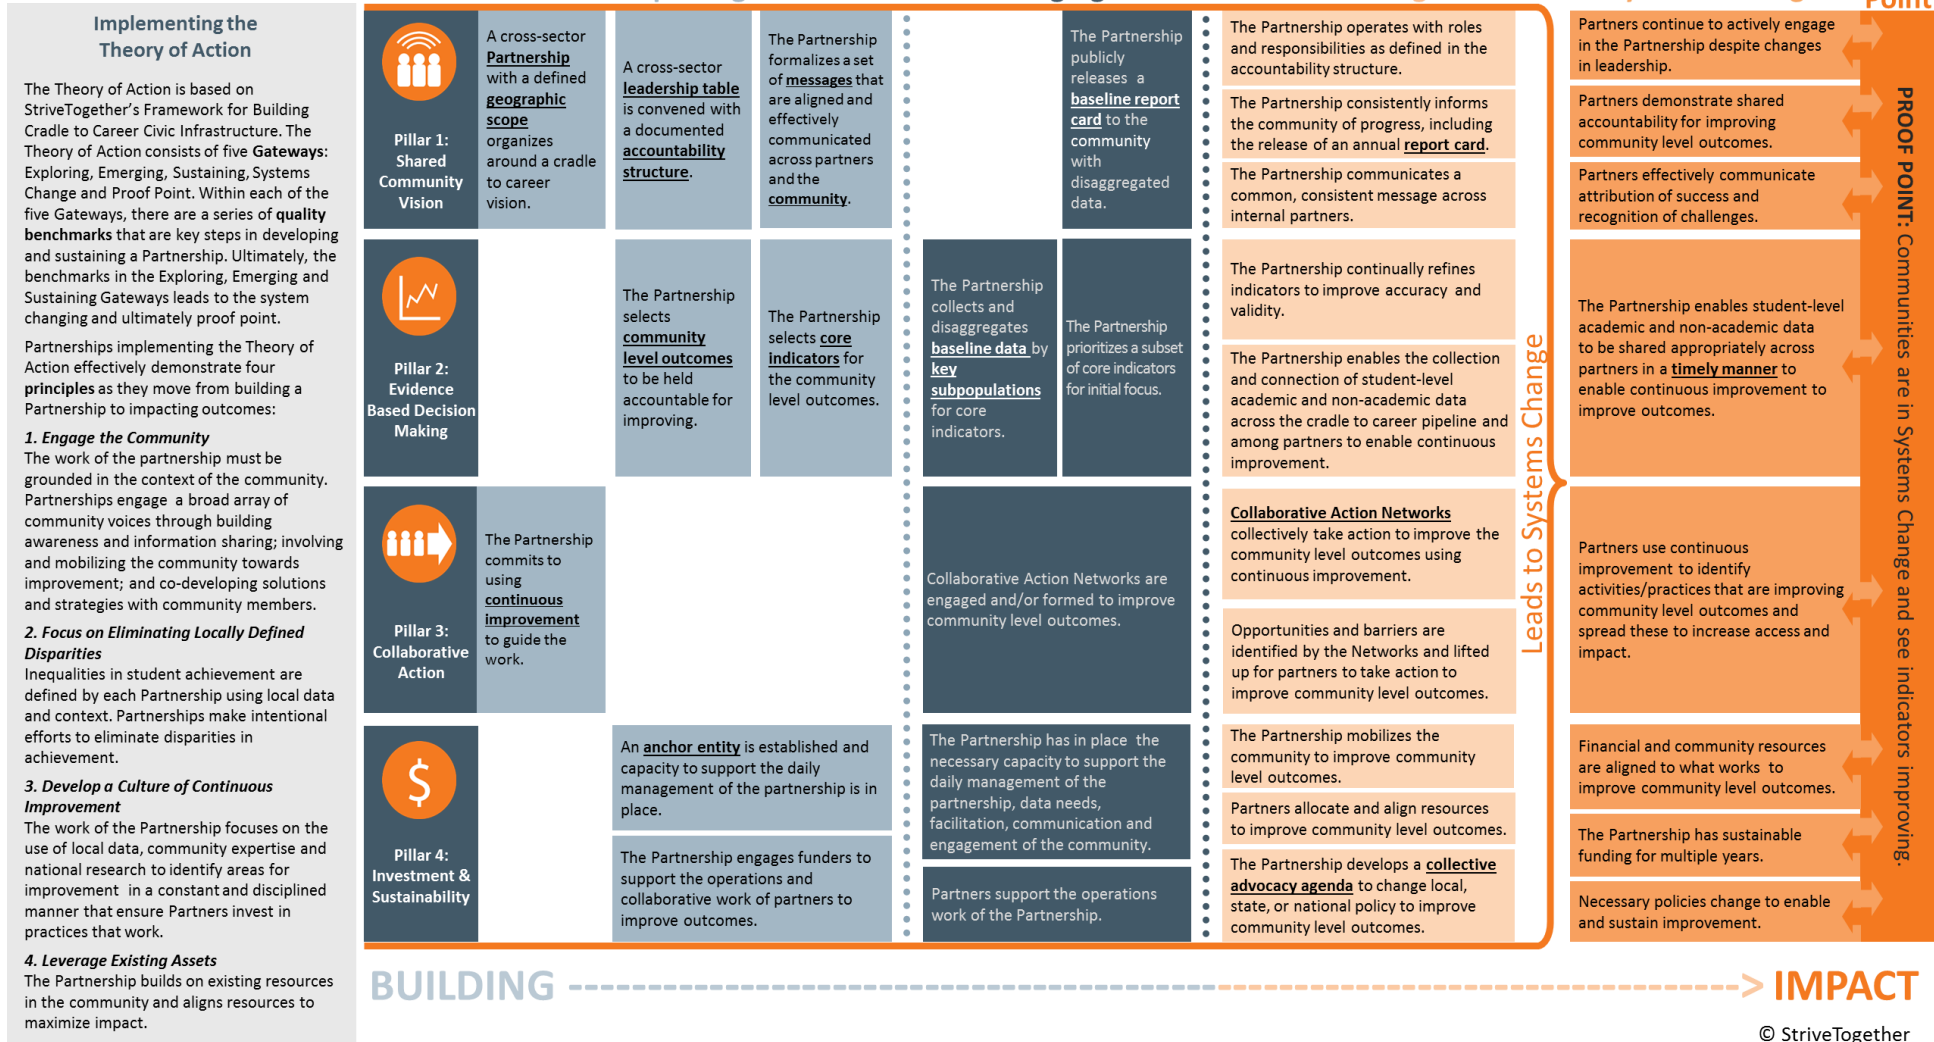 Point
Implementing the
Theory of Action
The Theory of Action is based on
StriveTogether's Framework for Building
Cradle to Career Civic Infrastructure. The
Theory of Action consists of five Gateways:
Exploring, Emerging, Sustaining, Systems
Change and Proof Point. Within each of the
five Gateways, there are a series of quality
benchmarks that are key steps in developing
and sustaining a Partnership. Ultimately, the
benchmarks in the Exploring, Emerging and
Sustaining Gateways leads to the system
changing and ultimately proof point.
Partnerships implementing the Theory of
Action effectively demonstrate four
principles as they move from building a
Partnership to impacting outcomes:
1. Engage the Community
The work of the partnership must be
grounded in the context of the community.
Partnerships engage a broad array of
community voices through building
awareness and information sharing; involving
and mobilizing the community towards
improvement; and co-developing solutions
and strategies with community members.
2. Focus on Eliminating Locally Defined
Disparities
Inequalities in student achievement are
defined by each Partnership using local data
and context. Partnerships make intentional
efforts to eliminate disparities in
achievement.
3. Develop a Culture of Continuous
Improvement
The work of the Partnership focuses on the
use of local data, community expertise and
national research to identify areas for
improvement in a constant and disciplined
manner that ensure Partners invest in
practices that work.
4. Leverage Existing Assets
The Partnership builds on existing resources
in the community and aligns resources to
maximize impact.
Pillar 1:
Shared
Community
Vision
A cross-sector
Partnership
with a defined
geographic
scope
organizes
around a cradle
to career
vision.
A cross-sector
leadership table
is convened with
a documented
accountability
structure.
The Partnership
formalizes a set
of messages that
are aligned and
effectively
communicated
across partners
and the
community.
The Partnership
publicly
releases a
baseline report
card to the
community
with
disaggregated
data.
The Partnership operates with roles
and responsibilities as defined in the
accountability structure.
The Partnership consistently informs
the community of progress, including
the release of an annual report card.
The Partnership communicates a
common, consistent message across
internal partners.
Partners continue to actively engage
in the Partnership despite changes
in leadership.
Partners demonstrate shared
accountability for improving
community level outcomes.
Partners effectively communicate
attribution of success and
recognition of challenges.
Pillar 2:
Evidence
Based Decision
Making
The Partnership
selects
community
level outcomes
to be held
accountable for
improving.
The Partnership
selects core
indicators for
the community
level outcomes.
The Partnership
collects and
disaggregates
baseline data by
key
subpopulations
for core
indicators.
The Partnership
prioritizes a subset
of core indicators
for initial focus.
The Partnership continually refines
indicators to improve accuracy and
validity.
The Partnership enables the collection
and connection of student-level
academic and non-academic data
across the cradle to career pipeline and
among partners to enable continuous
improvement.
The Partnership enables student-level
academic and non-academic data
to be shared appropriately across
partners in a timely manner to
enable continuous improvement to
improve outcomes.
Pillar 3:
Collaborative
Action
The Partnership
commits to
using
continuous
improvement
to guide the
work.
Collaborative Action Networks are
engaged and/or formed to improve
community level outcomes.
Collaborative Action Networks
collectively take action to improve the
community level outcomes using
continuous improvement.
Opportunities and barriers are
identified by the Networks and lifted
up for partners to take action to
improve community level outcomes.
Partners use continuous
improvement to identify
activities/practices that are improving
community level outcomes and
spread these to increase access and
impact.
Pillar 4:
Investment &
Sustainability
An anchor entity is established and
capacity to support the daily
management of the partnership is in
place.
The Partnership engages funders to
support the operations and
collaborative work of partners to
improve outcomes.
The Partnership has in place the
necessary capacity to support the
daily management of the
partnership, data needs,
facilitation, communication and
engagement of the community.
Partners support the operations
work of the Partnership.
The Partnership mobilizes the
community to improve community
level outcomes.
Partners allocate and align resources
to improve community level outcomes.
The Partnership develops a collective
advocacy agenda to change local,
state, or national policy to improve
community level outcomes.
Financial and community resources
are aligned to what works to
improve community level outcomes.
The Partnership has sustainable
funding for multiple years.
Necessary policies change to enable
and sustain improvement.
Leads to Systems Change
PROOF POINT: Communities are in Systems Change and see indicators improving.
BUILDING
IMPACT
© StriveTogether